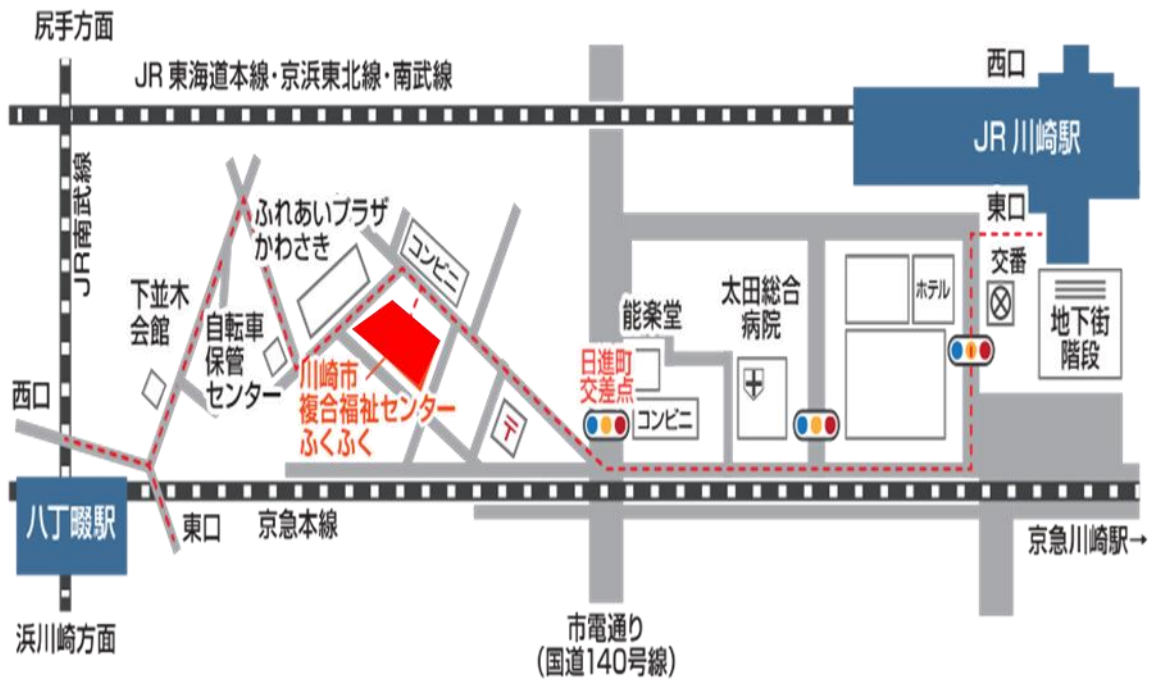 尻手方面
JR 東海道本線・京浜東北線・南武線
西口
JR 川崎駅
東口
JR南武線
ふれあいプラザ
かわさき
コンビニ
交番
下並木
会館
自転車
保管
センター
能楽堂
太田総合
病院
ホテル
地下街
階段
川崎市
複合福祉センター
ふくふく
日進町
交差点
コンビニ
〒
西口
八丁畷駅
東口
京急本線
京急川崎駅→
浜川崎方面
市電通り
(国道140号線)